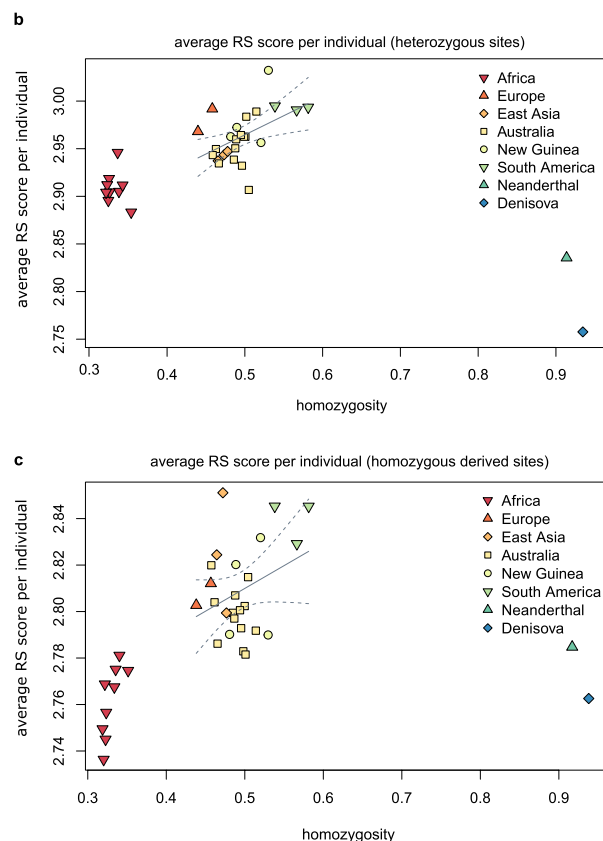 b
average RS score per individual (heterozygous sites)
average RS score per individual
3.00
2.95
2.90
2.85
2.80
2.75
Africa
Europe
East Asia
Australia
New Guinea
South America
Neanderthal
Denisova
0.3 0.4 0.5 0.6 0.7 0.8 0.9
homozygosity
c
average RS score per individual (homozygous derived sites)
average RS score per individual
2.84
2.82
2.80
2.78
2.76
2.74
Africa
Europe
East Asia
Australia
New Guinea
South America
Neanderthal
Denisova
0.3 0.4 0.5 0.6 0.7 0.8 0.9
homozygosity